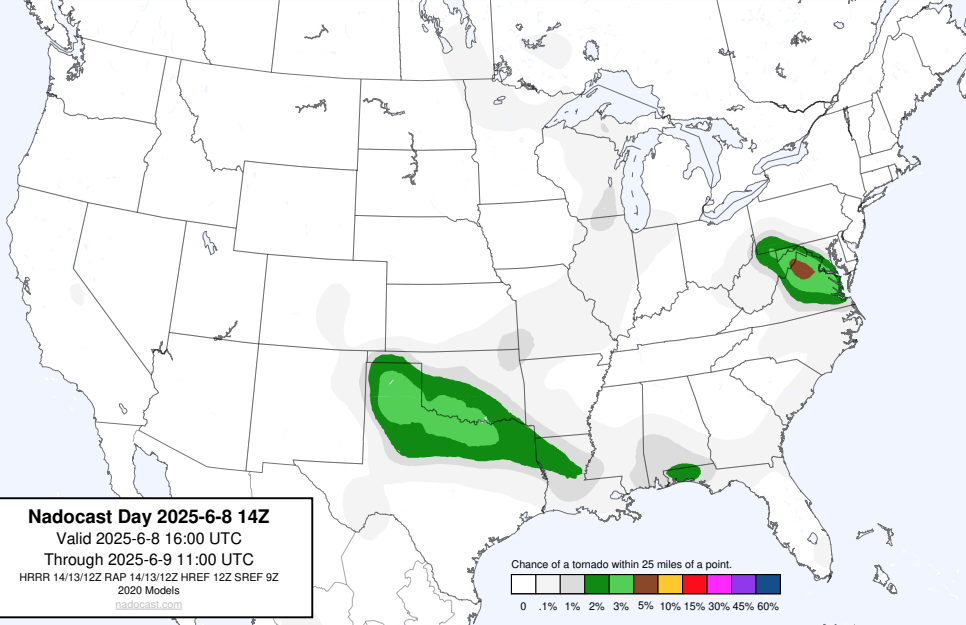 Nadocast Day 2025-6-8 14Z
Valid 2025-6-8 16:00 UTC
Through 2025-6-9 11:00 UTC
HRRR 14/13/12Z RAP 14/13/12Z HREF 12Z SREF 9Z
2020 Models
nadocast.com
Chance of a tornado within 25 miles of a point.
0 .1% 1% 2% 3% 5% 10% 15% 30% 45% 60%